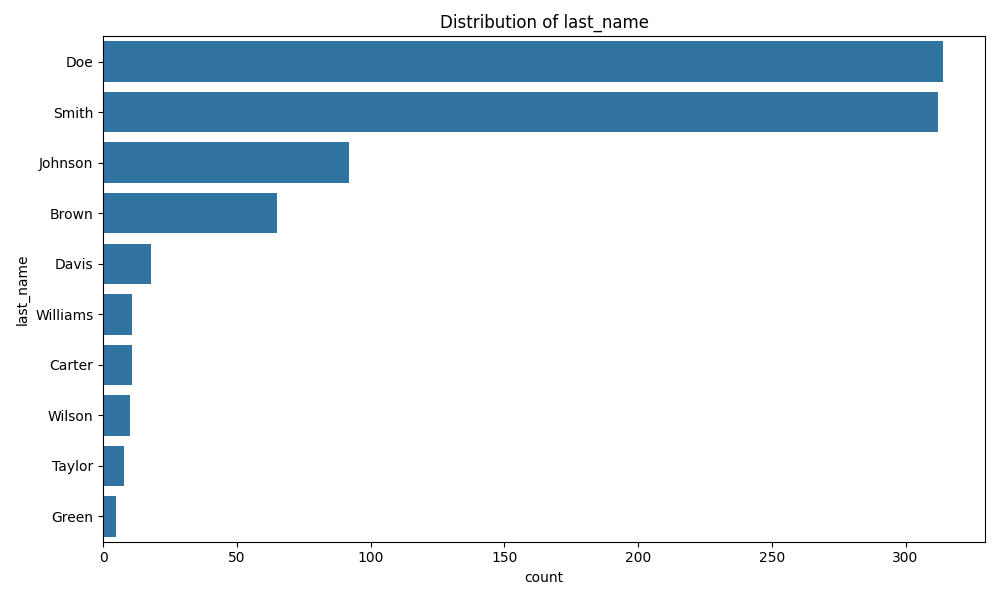 Distribution of last_name
Doe
Smith
Johnson
Brown
Davis
Williams
Carter
Wilson
Taylor
Green
last_name
0 50 100 150 200 250 300
count